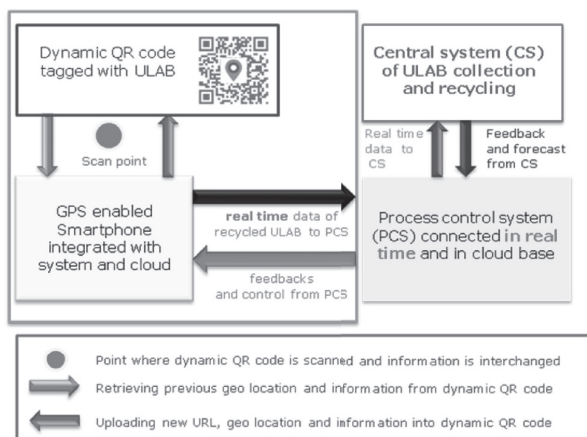 Dynamic QR code
tagged with ULAB
Scan point
GPS enabled
Smartphone
integrated with
system and cloud
real time data of
recycled ULAB to PCS
feedbacks
and control from PCS
Central system (CS)
of ULAB collection
and recycling
Real time
data to
CS
Feedback
and forecast
from CS
Process control system
(PCS) connected in real
time and in cloud base
Point where dynamic QR code is scanned and information is interchanged
Retrieving previous geo location and information from dynamic QR code
Uploading new URL, geo location and information into dynamic QR code